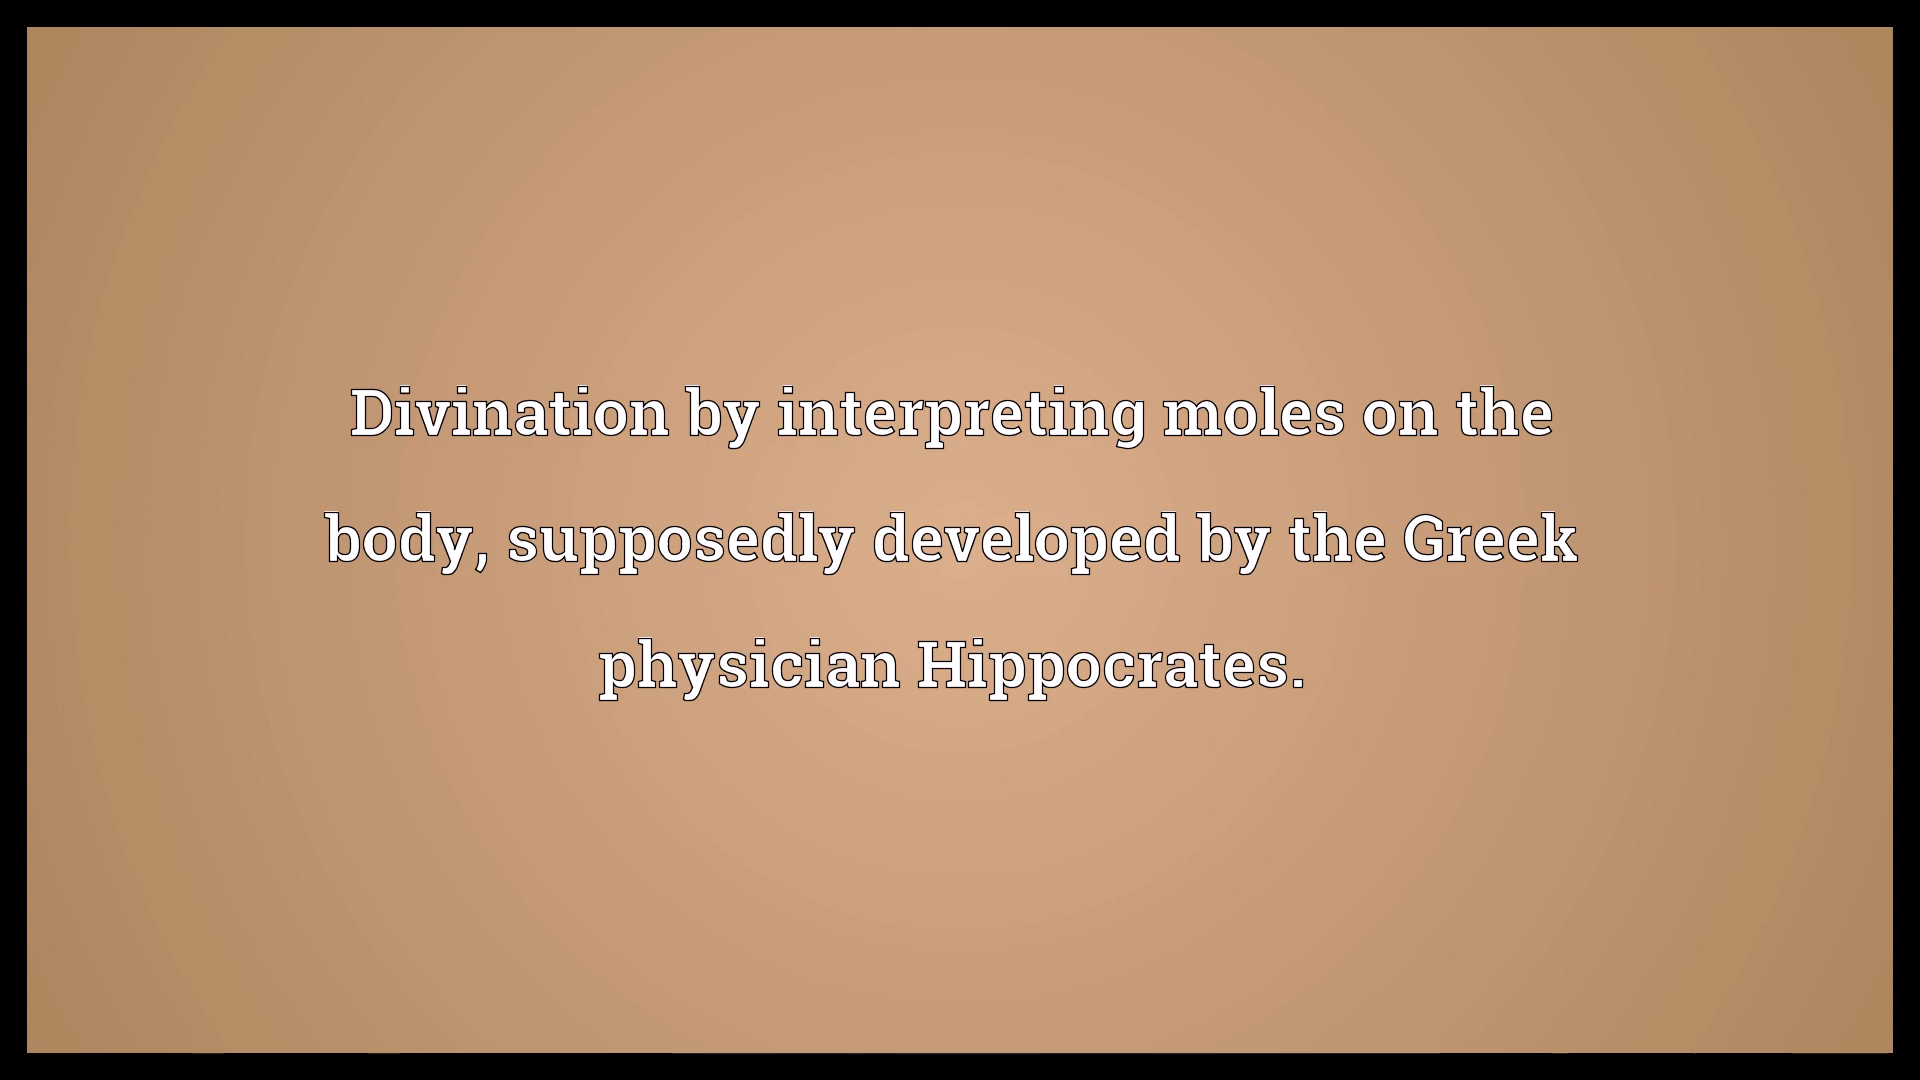 Divination by interpreting moles on the
body, supposedly developed by the Greek
physician Hippocrates.